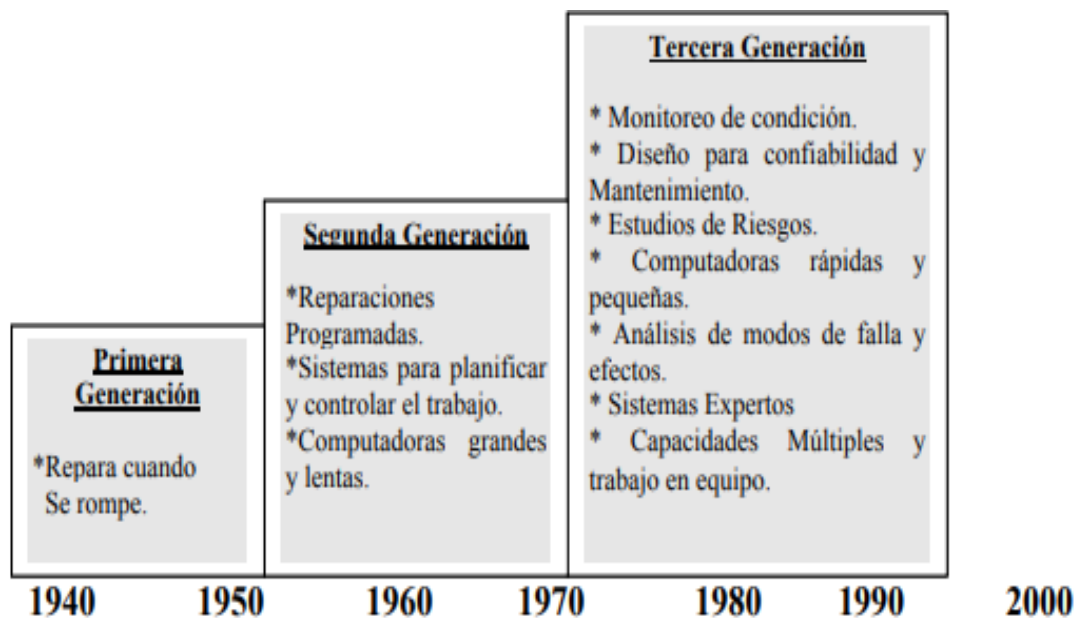 Primera
Generación
*Repara cuando
Se rompe.
Segunda Generación
*Reparaciones
Programadas.
*Sistemas para planificar
y controlar el trabajo.
*Computadoras grandes
y lentas.
Tercera Generación
* Monitoreo de condición.
* Diseño para confiabilidad y
Mantenimiento.
* Estudios de Riesgos.
* Computadoras rápidas y
pequeñas.
* Análisis de modos de falla y
efectos.
* Sistemas Expertos
* Capacidades Múltiples y
trabajo en equipo.
1940 1950 1960 1970 1980 1990 2000